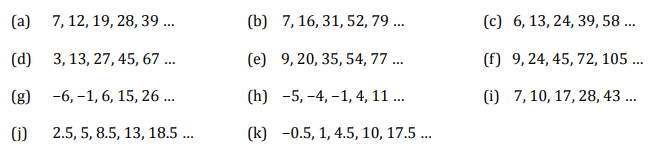 (a) 7, 12, 19, 28, 39 ... (b) 7, 16, 31, 52, 79 ... (c) 6, 13, 24, 39, 58 ...
(d) 3, 13, 27, 45, 67 ... (e) 9, 20, 35, 54, 77 ... (f) 9, 24, 45, 72, 105 ...
(g) −6, −1, 6, 15, 26 ... (h) −5, −4, −1, 4, 11 ... (i) 7, 10, 17, 28, 43 ...
(j) 2.5, 5, 8.5, 13, 18.5 ... (k) −0.5, 1, 4.5, 10, 17.5 ...